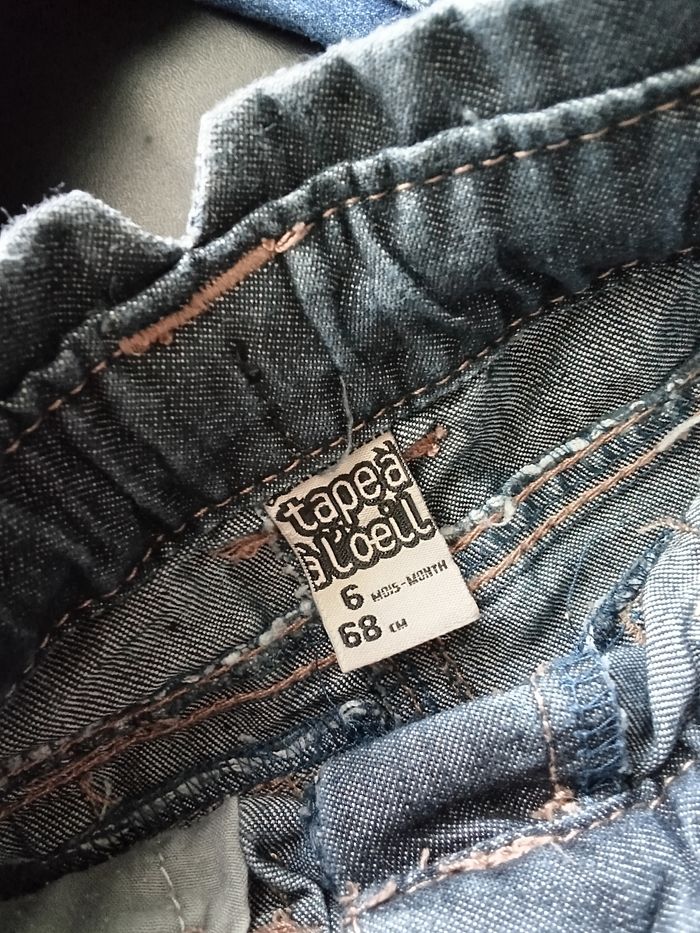 tape à
à l'oeil
6 MOIS-MONTH
68 CM